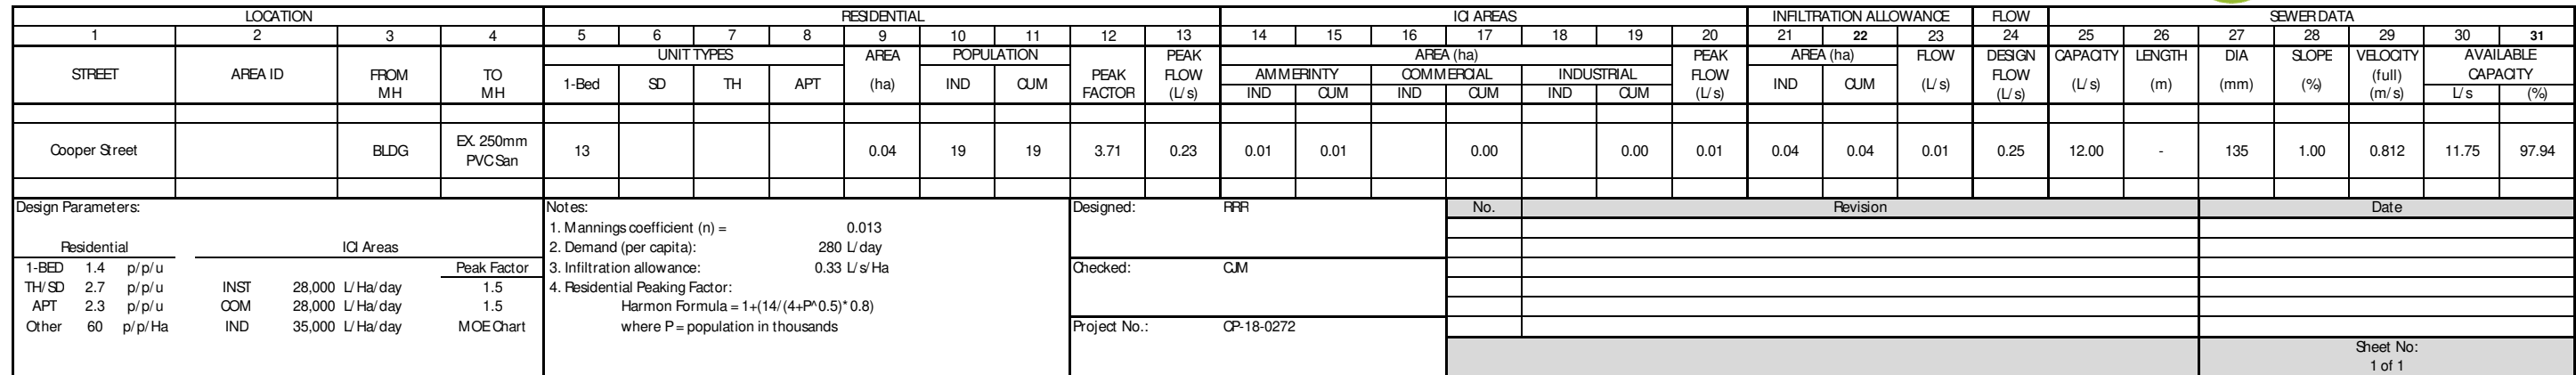 LOCATION RESIDENTIAL ICI AREAS INFILTRATION ALLOWANCE FLOW SEWER DATA
1 2 3 4 5 6 7 8 9 10 11 12 13 14 15 16 17 18 19 20 21 22 23 24 25 26 27 28 29 30 31
STREET AREA ID FROM MH TO MH UNIT TYPES AREA (ha) POPULATION PEAK FACTOR PEAK FLOW (L/s) AREA (ha) PEAK FLOW (L/s) AREA (ha) FLOW (L/s) DESIGN FLOW (L/s) CAPACITY (L/s) LENGTH (m) DIA (mm) SLOPE (%) VELOCITY (full) (m/s) AVAILABLE CAPACITY
AMMERINTY COMMERCIAL INDUSTRIAL
1-Bed SD TH APT IND CUM IND CUM IND CUM IND CUM IND CUM L/s (%)
Cooper Street BLDG EX. 250mm PVC San 13 0.04 19 19 3.71 0.23 0.01 0.01 0.00 0.00 0.01 0.04 0.04 0.01 0.25 12.00 - 135 1.00 0.812 11.75 97.94
Design Parameters:
Residential ICI Areas
Peak Factor
1-BED 1.4 p/p/u
TH/SD 2.7 p/p/u INST 28,000 L/Ha/day 1.5
APT 2.3 p/p/u COM 28,000 L/Ha/day 1.5
Other 60 p/p/Ha IND 35,000 L/Ha/day MOE Chart
Notes:
1. Mannings coefficient (n) = 0.013
2. Demand (per capita): 280 L/day
3. Infiltration allowance: 0.33 L/s/Ha
4. Residential Peaking Factor:
Harmon Formula = 1+(14/(4+P^0.5)*0.8)
where P = population in thousands
Designed: RRR
Checked: CJM
Project No.: CP-18-0272
No. Revision Date
Sheet No:
1 of 1